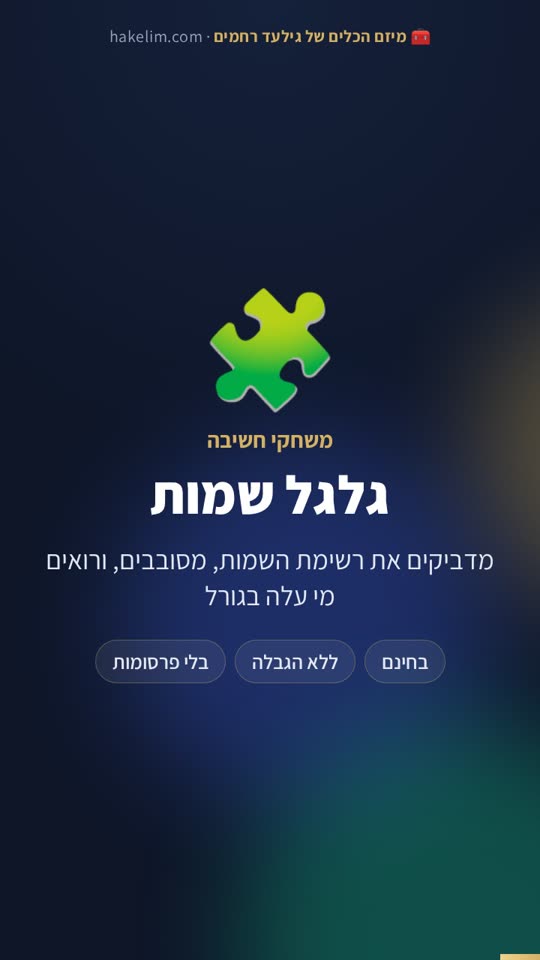 🧰 מיזם הכלים של גילעד רחמים · hakelim.com
משחקי חשיבה
גלגל שמות
מדביקים את רשימת השמות, מסובבים, ורואים
מי עלה בגורל
בחינם
ללא הגבלה
בלי פרסומות